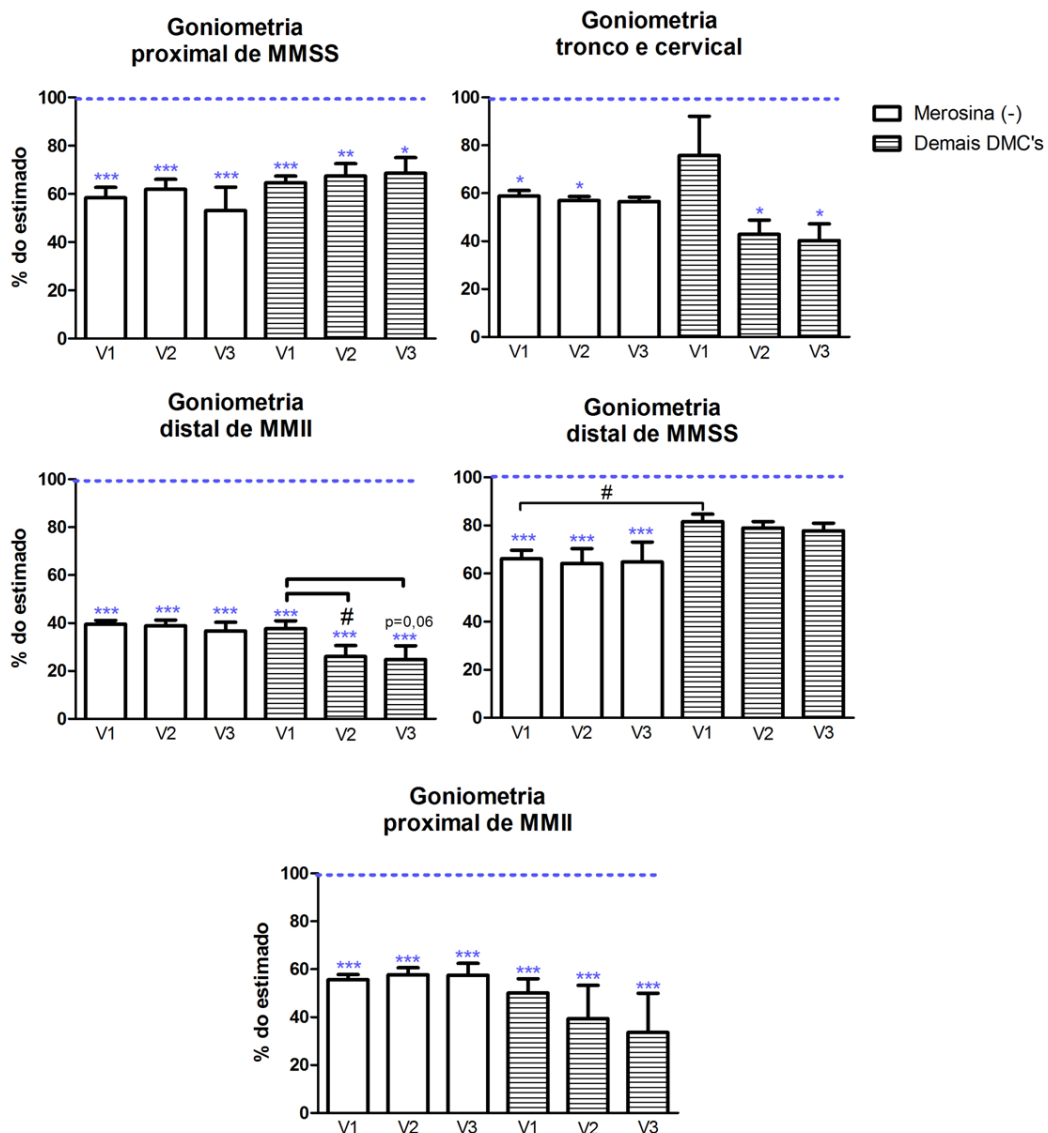 Goniometria
proximal de MMSS
% do estimado
100
80
60
40
20
0
*** *** *** *** ** *
V1 V2 V3 V1 V2 V3
Goniometria
tronco e cervical
100
80
60
40
20
0
* * * *
V1 V2 V3 V1 V2 V3
Merosina (-)
Demais DMC's
Goniometria
distal de MMII
% do estimado
100
80
60
40
20
0
#
p=0,06
*** *** *** *** *** ***
V1 V2 V3 V1 V2 V3
Goniometria
distal de MMSS
100
80
60
40
20
0
#
*** *** ***
V1 V2 V3 V1 V2 V3
Goniometria
proximal de MMII
% do estimado
100
80
60
40
20
0
*** *** *** *** *** ***
V1 V2 V3 V1 V2 V3